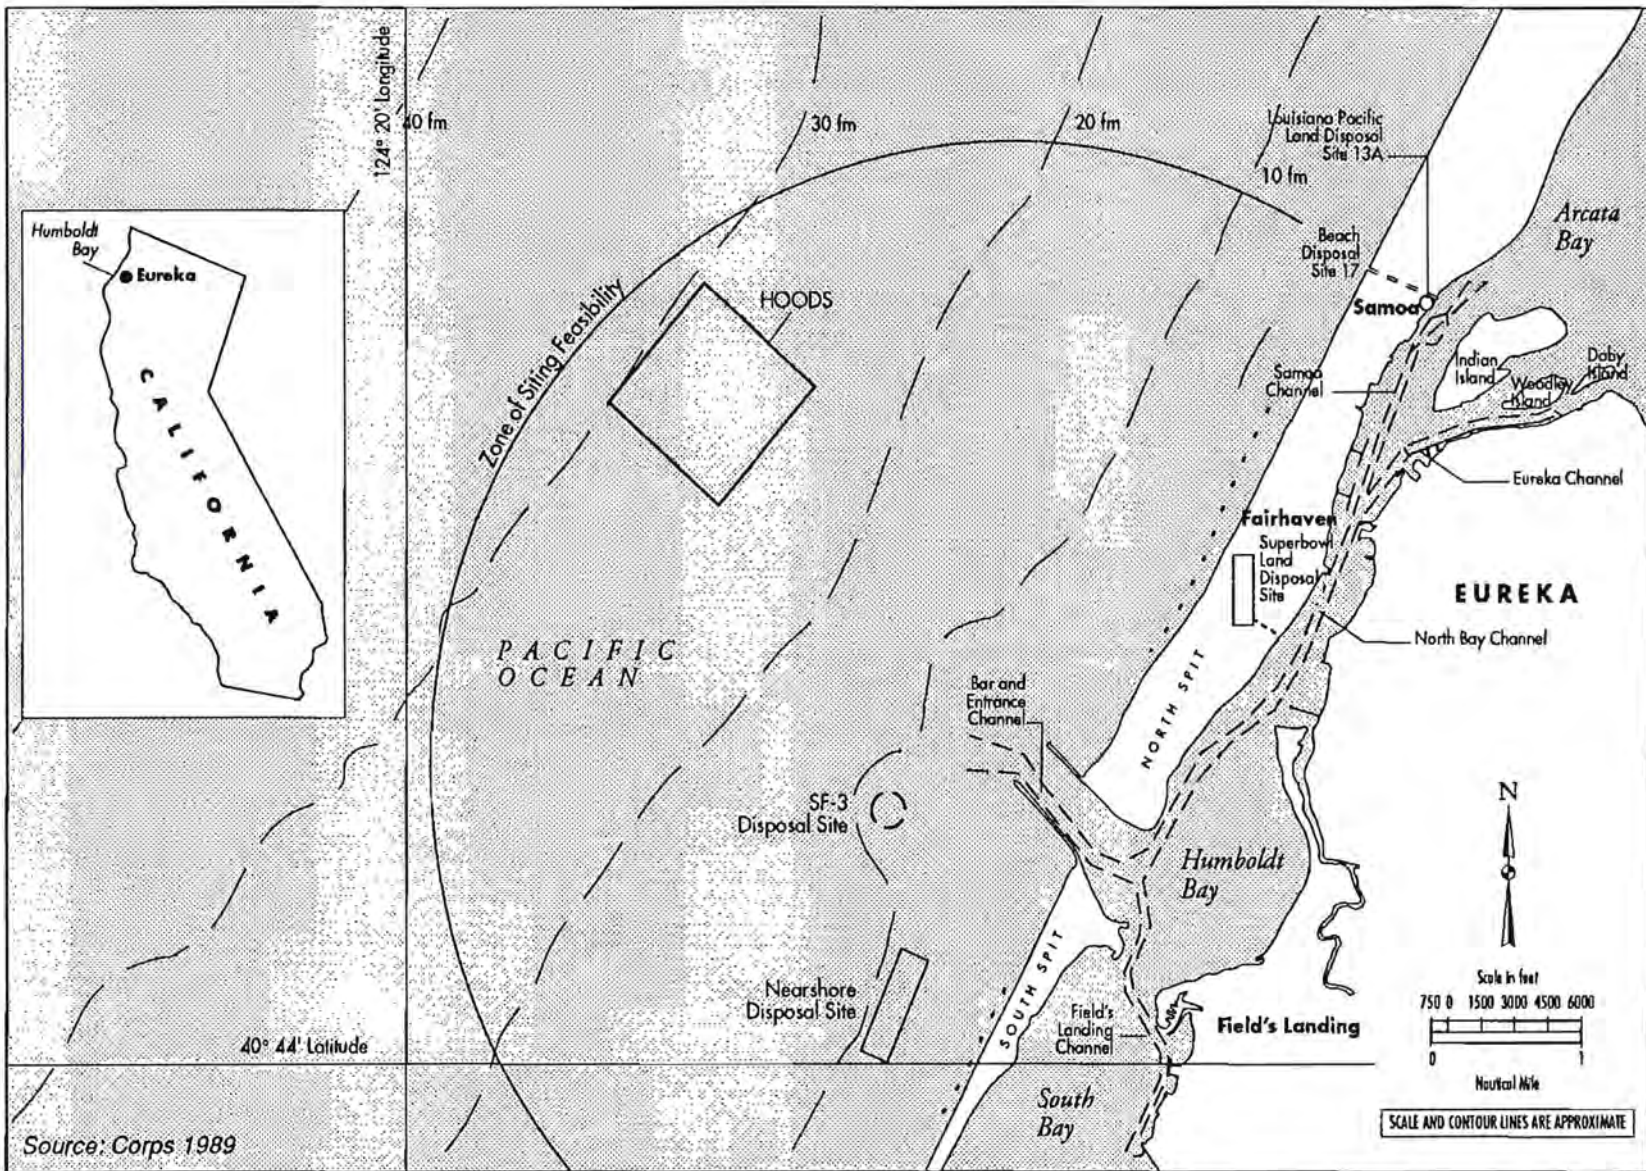 124° 20' Longitude
40 fm
30 fm
20 fm
10 fm
Louisiana Pacific
Land Disposal
Site 13A
Arcata
Bay
Humboldt
Bay
Eureka
CALIFORNIA
Zone of Siting Feasibility
HOODS
Beach
Disposal
Site 17
Samoa
Samoa
Channel
Indian
Island
Woodley
Island
Daby
Island
Eureka Channel
Fairhaven
Superbowl
Land
Disposal
Site
EUREKA
North Bay Channel
PACIFIC
OCEAN
Bar and
Entrance
Channel
NORTH SPIT
SF-3
Disposal Site
Humboldt
Bay
N
SOUTH SPIT
Nearshore
Disposal Site
Field's
Landing
Channel
Field's Landing
Scale in feet
750 0 1500 3000 4500 6000
0 1
Nautical Mile
40° 44' Latitude
South
Bay
SCALE AND CONTOUR LINES ARE APPROXIMATE
Source: Corps 1989